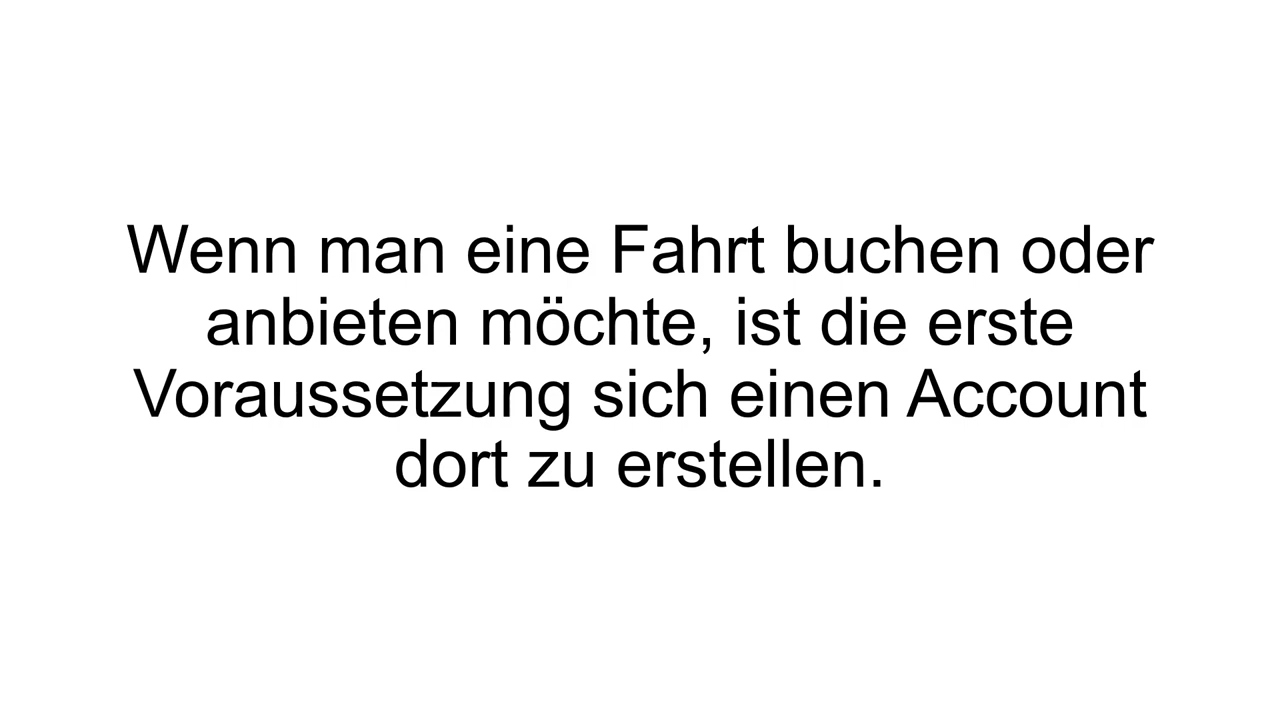 Wenn man eine Fahrt buchen oder
anbieten möchte, ist die erste
Voraussetzung sich einen Account
dort zu erstellen.